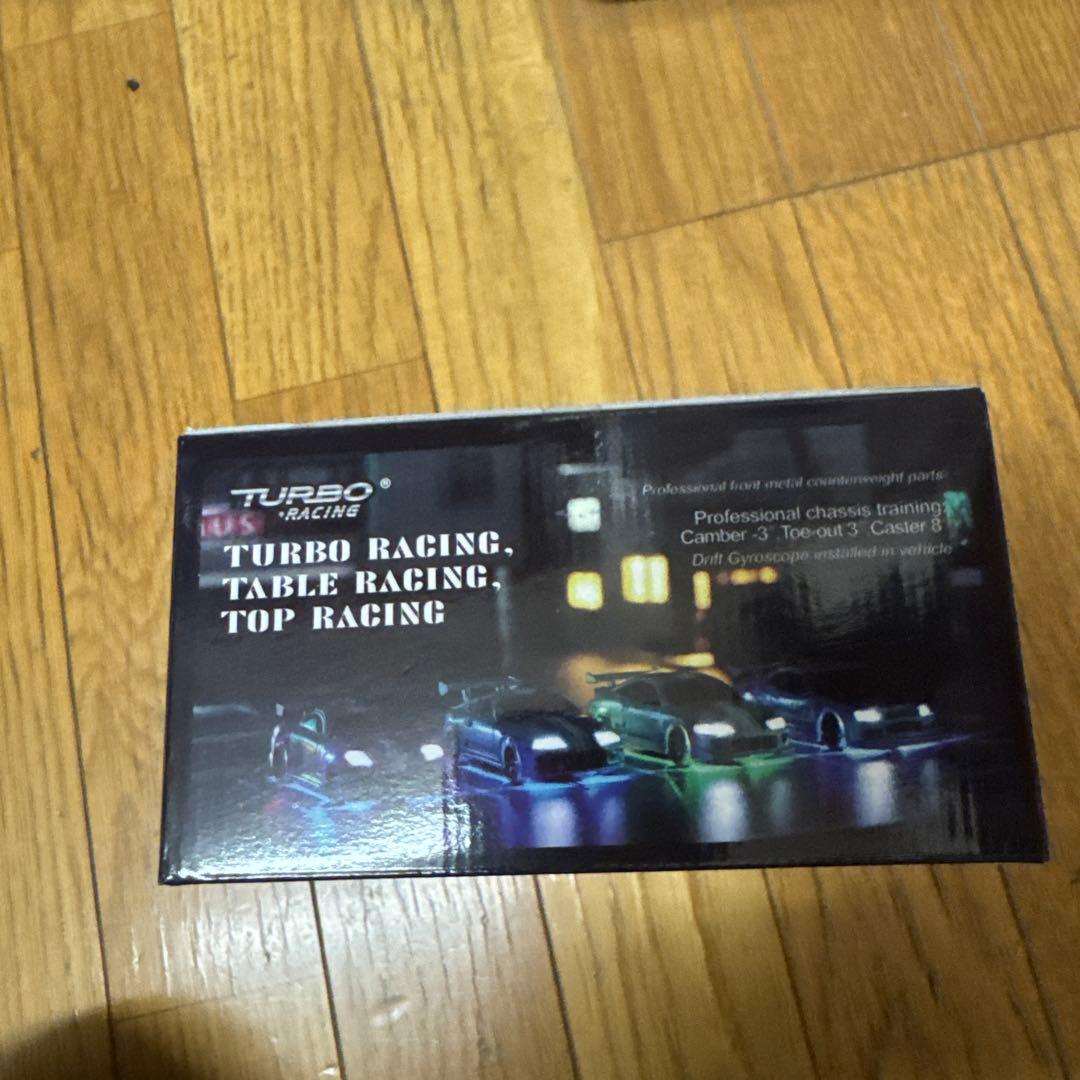 TURBO®
RACING
US
TURBO RACING,
TABLE RACING,
TOP RACING
Professional front metal counterweight parts
Professional chassis training:
Camber -3° Toe-out 3° Caster 8°
Drift Gyroscope installed in vehicle